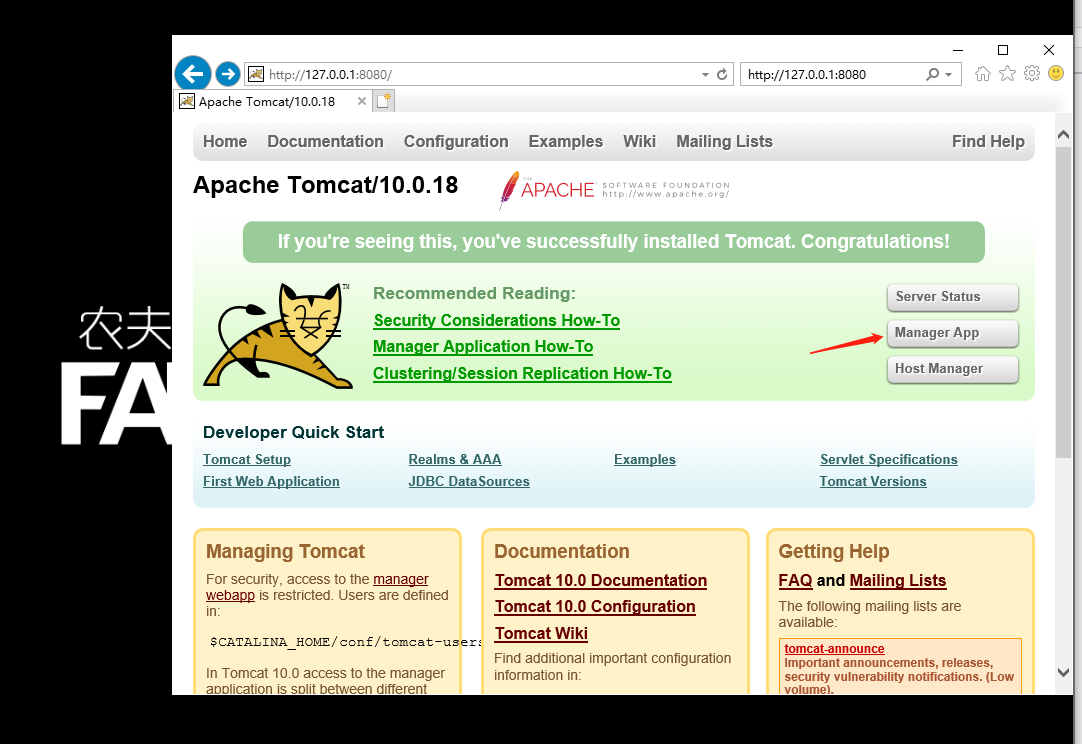 http://127.0.0.1:8080/
http://127.0.0.1:8080
Apache Tomcat/10.0.18
Home Documentation Configuration Examples Wiki Mailing Lists Find Help
Apache Tomcat/10.0.18
THE APACHE SOFTWARE FOUNDATION
http://www.apache.org/
If you're seeing this, you've successfully installed Tomcat. Congratulations!
TM
Recommended Reading:
Security Considerations How-To
Manager Application How-To
Clustering/Session Replication How-To
Server Status
Manager App
Host Manager
农夫
FA
Developer Quick Start
Tomcat Setup
First Web Application
Realms & AAA
JDBC DataSources
Examples
Servlet Specifications
Tomcat Versions
Managing Tomcat
For security, access to the manager
webapp is restricted. Users are defined
in:
$CATALINA_HOME/conf/tomcat-users
In Tomcat 10.0 access to the manager
application is split between different
Documentation
Tomcat 10.0 Documentation
Tomcat 10.0 Configuration
Tomcat Wiki
Find additional important configuration
information in:
Getting Help
FAQ and Mailing Lists
The following mailing lists are
available:
tomcat-announce
Important announcements, releases,
security vulnerability notifications. (Low
volume).